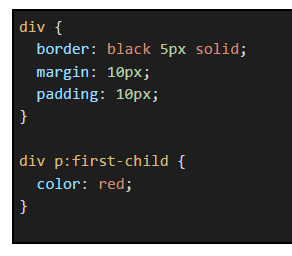 div {
  border: black 5px solid;
  margin: 10px;
  padding: 10px;
}

div p:first-child {
  color: red;
}